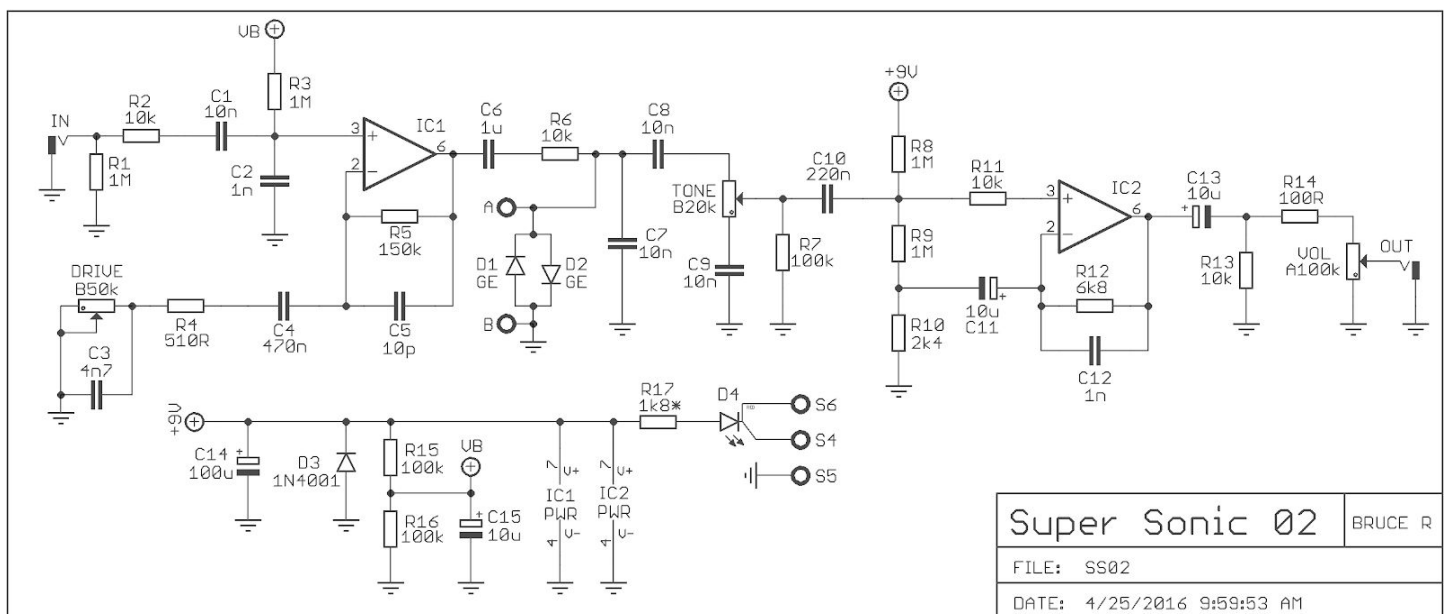 VB
R3
1M
IN
R2
10k
C1
10n
R1
1M
C2
1n
3
+
2
-
6
IC1
R5
150k
DRIVE
B50k
C3
4n7
R4
510R
C4
470n
C5
10p
C6
1u
R6
10k
A
D1
GE
D2
GE
B
C7
10n
C8
10n
TONE
B20k
C9
10n
R7
100k
C10
220n
+9V
R8
1M
R9
1M
R10
2k4
R11
10k
10u
C11
+
3
+
2
-
6
IC2
R12
6k8
C12
1n
C13
10u
+
R13
10k
R14
100R
VOL
A100k
OUT
+9V
C14
100u
+
D3
1N4001
R15
100k
R16
100k
VB
C15
10u
+
7
V+
IC1
PWR
4
V-
7
V+
IC2
PWR
4
V-
R17
1k8*
D4
S6
S4
S5
Super Sonic 02
BRUCE R
FILE: SS02
DATE: 4/25/2016 9:59:53 AM